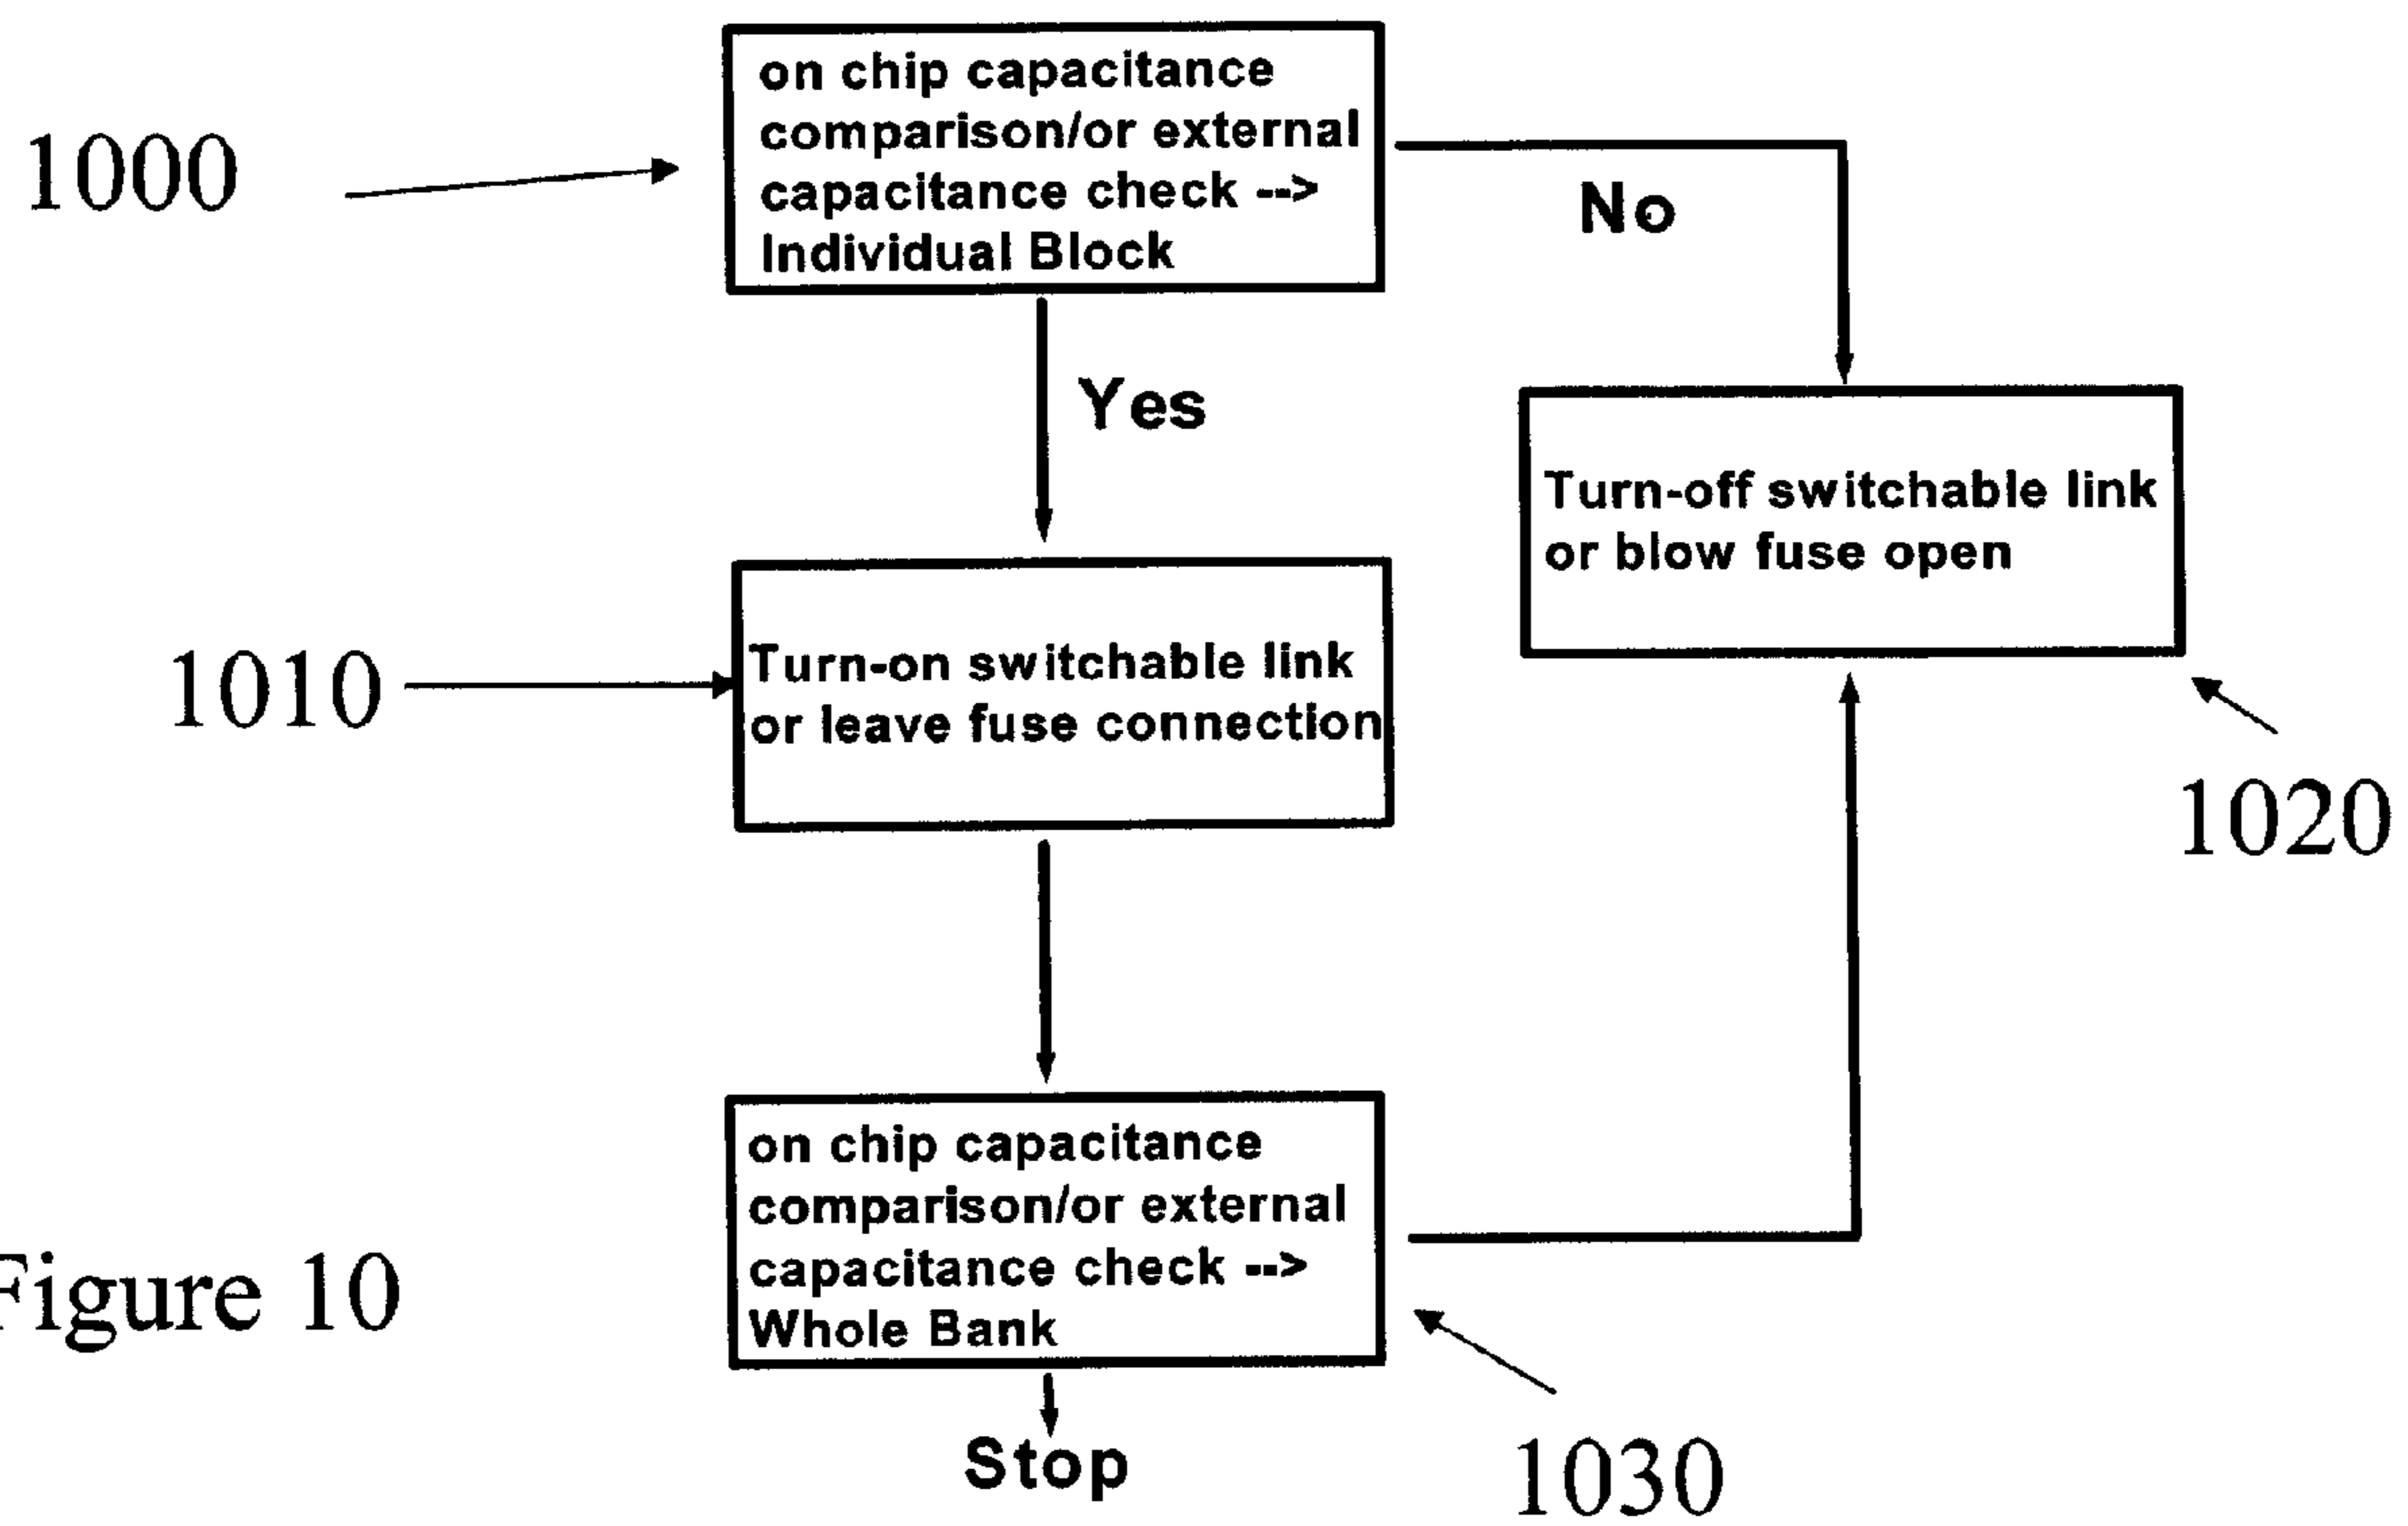 on chip capacitance
comparison/or external
capacitance check -->
Individual Block
1000
No
Yes
Turn-off switchable link
or blow fuse open
Turn-on switchable link
or leave fuse connection
1010
1020
on chip capacitance
comparison/or external
capacitance check -->
Whole Bank
Figure 10
Stop
1030